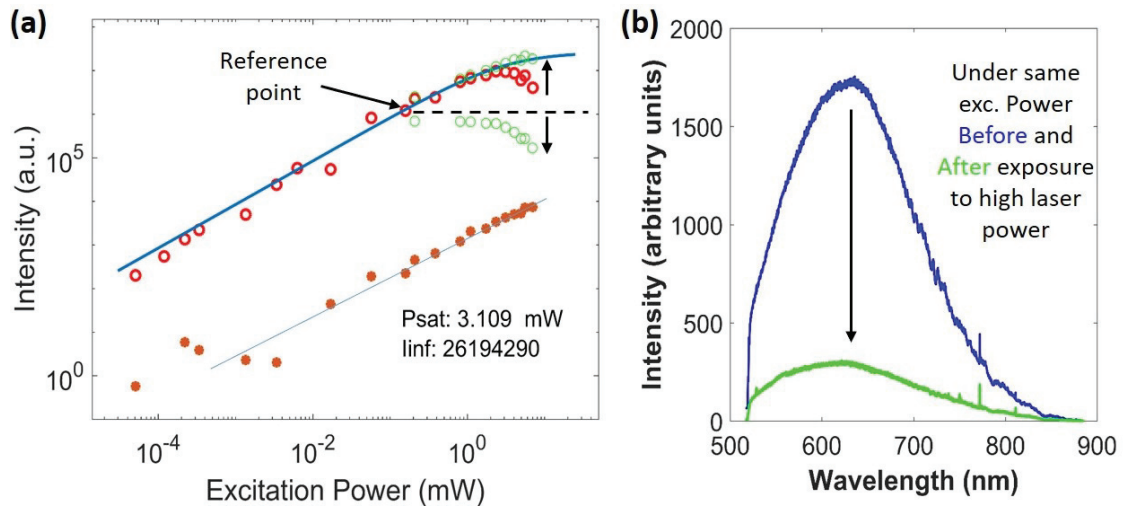 (a)
Reference
point
Intensity (a.u.)
10^5
10^0
Psat: 3.109 mW
Iinf: 26194290
10^-4
10^-2
10^0
Excitation Power (mW)
(b)
Intensity (arbitrary units)
2000
1500
1000
500
0
Under same
exc. Power
Before and
After exposure
to high laser
power
500
600
700
800
900
Wavelength (nm)